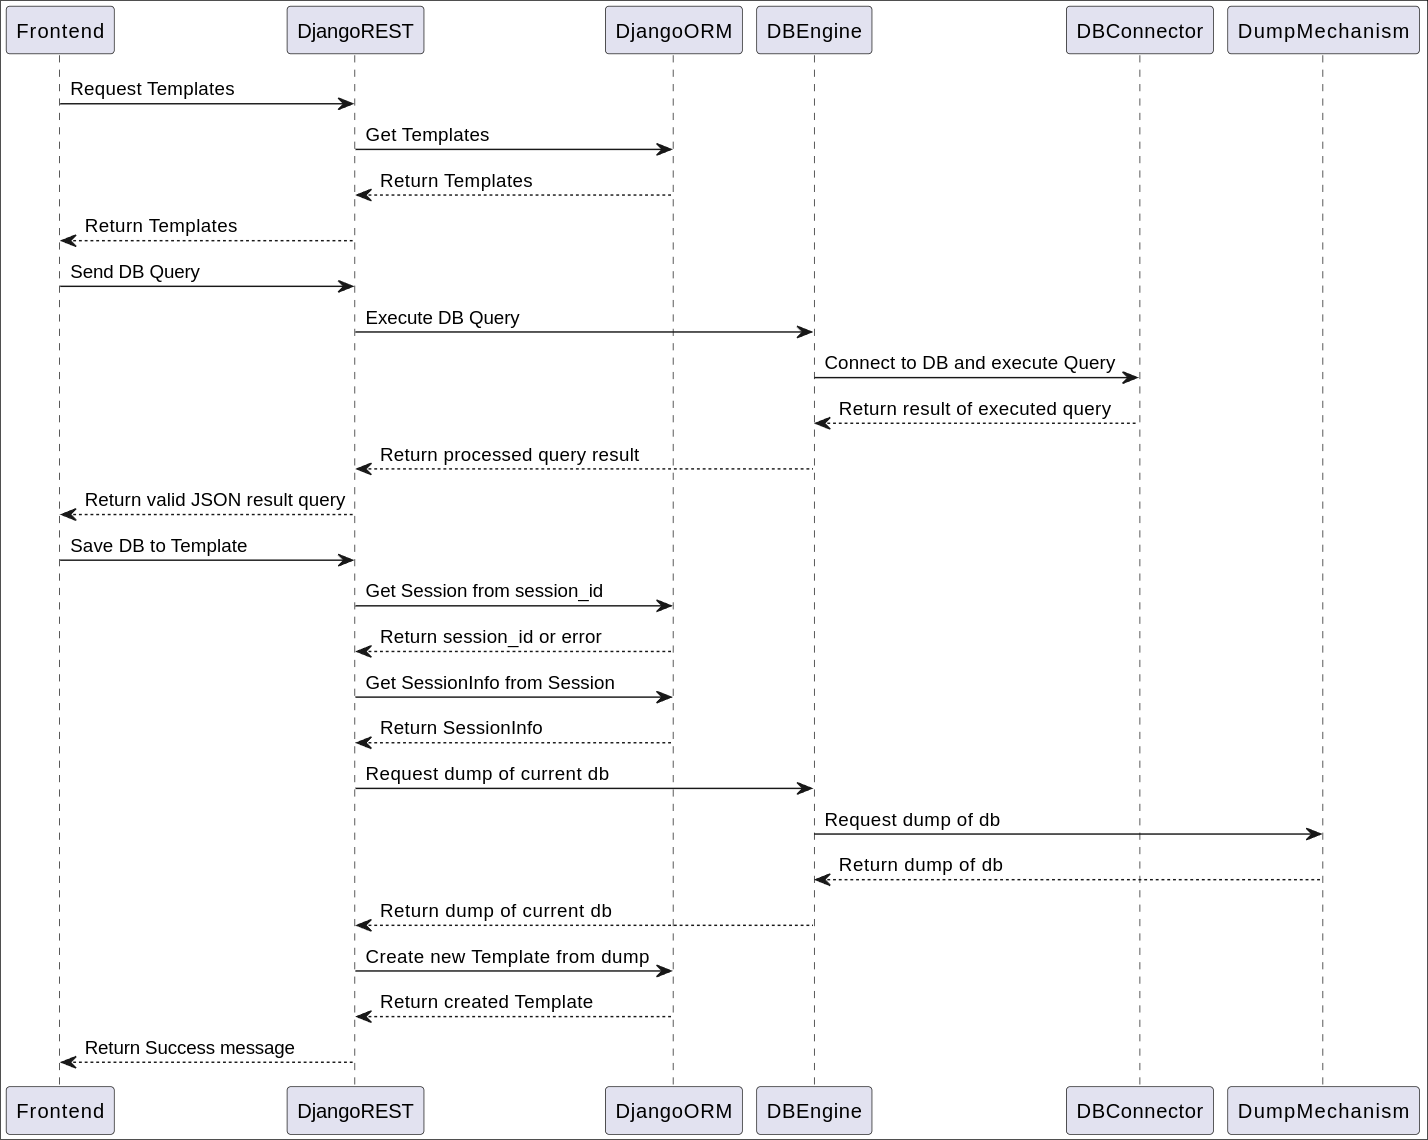 Frontend DjangoREST DjangoORM DBEngine DBConnector DumpMechanism
Request Templates
Get Templates
Return Templates
Return Templates
Send DB Query
Execute DB Query
Connect to DB and execute Query
Return result of executed query
Return processed query result
Return valid JSON result query
Save DB to Template
Get Session from session_id
Return session_id or error
Get SessionInfo from Session
Return SessionInfo
Request dump of current db
Request dump of db
Return dump of db
Return dump of current db
Create new Template from dump
Return created Template
Return Success message
Frontend DjangoREST DjangoORM DBEngine DBConnector DumpMechanism